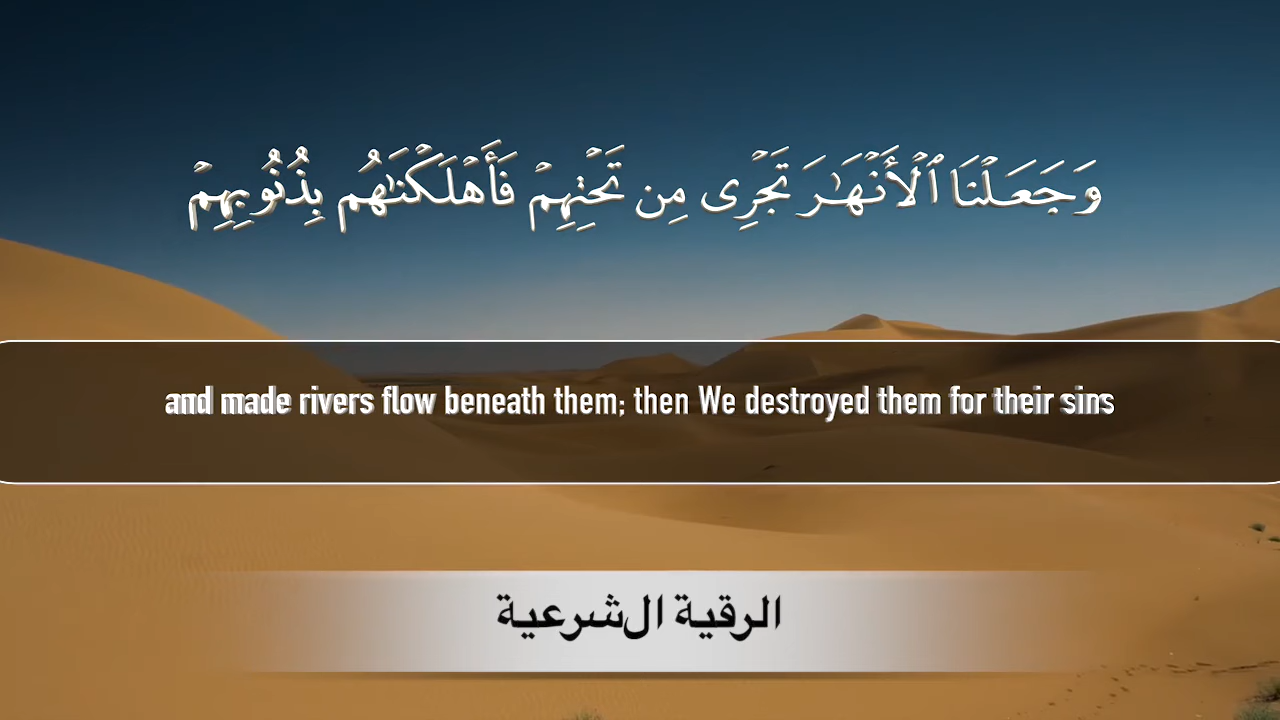 وَجَعَلْنَا ٱلْأَنْهَـٰرَ تَجْرِى مِن تَحْتِهِمْ فَأَهْلَكْنَـٰهُم بِذُنُوبِهِمْ
and made rivers flow beneath them; then We destroyed them for their sins
الرقية الشرعية